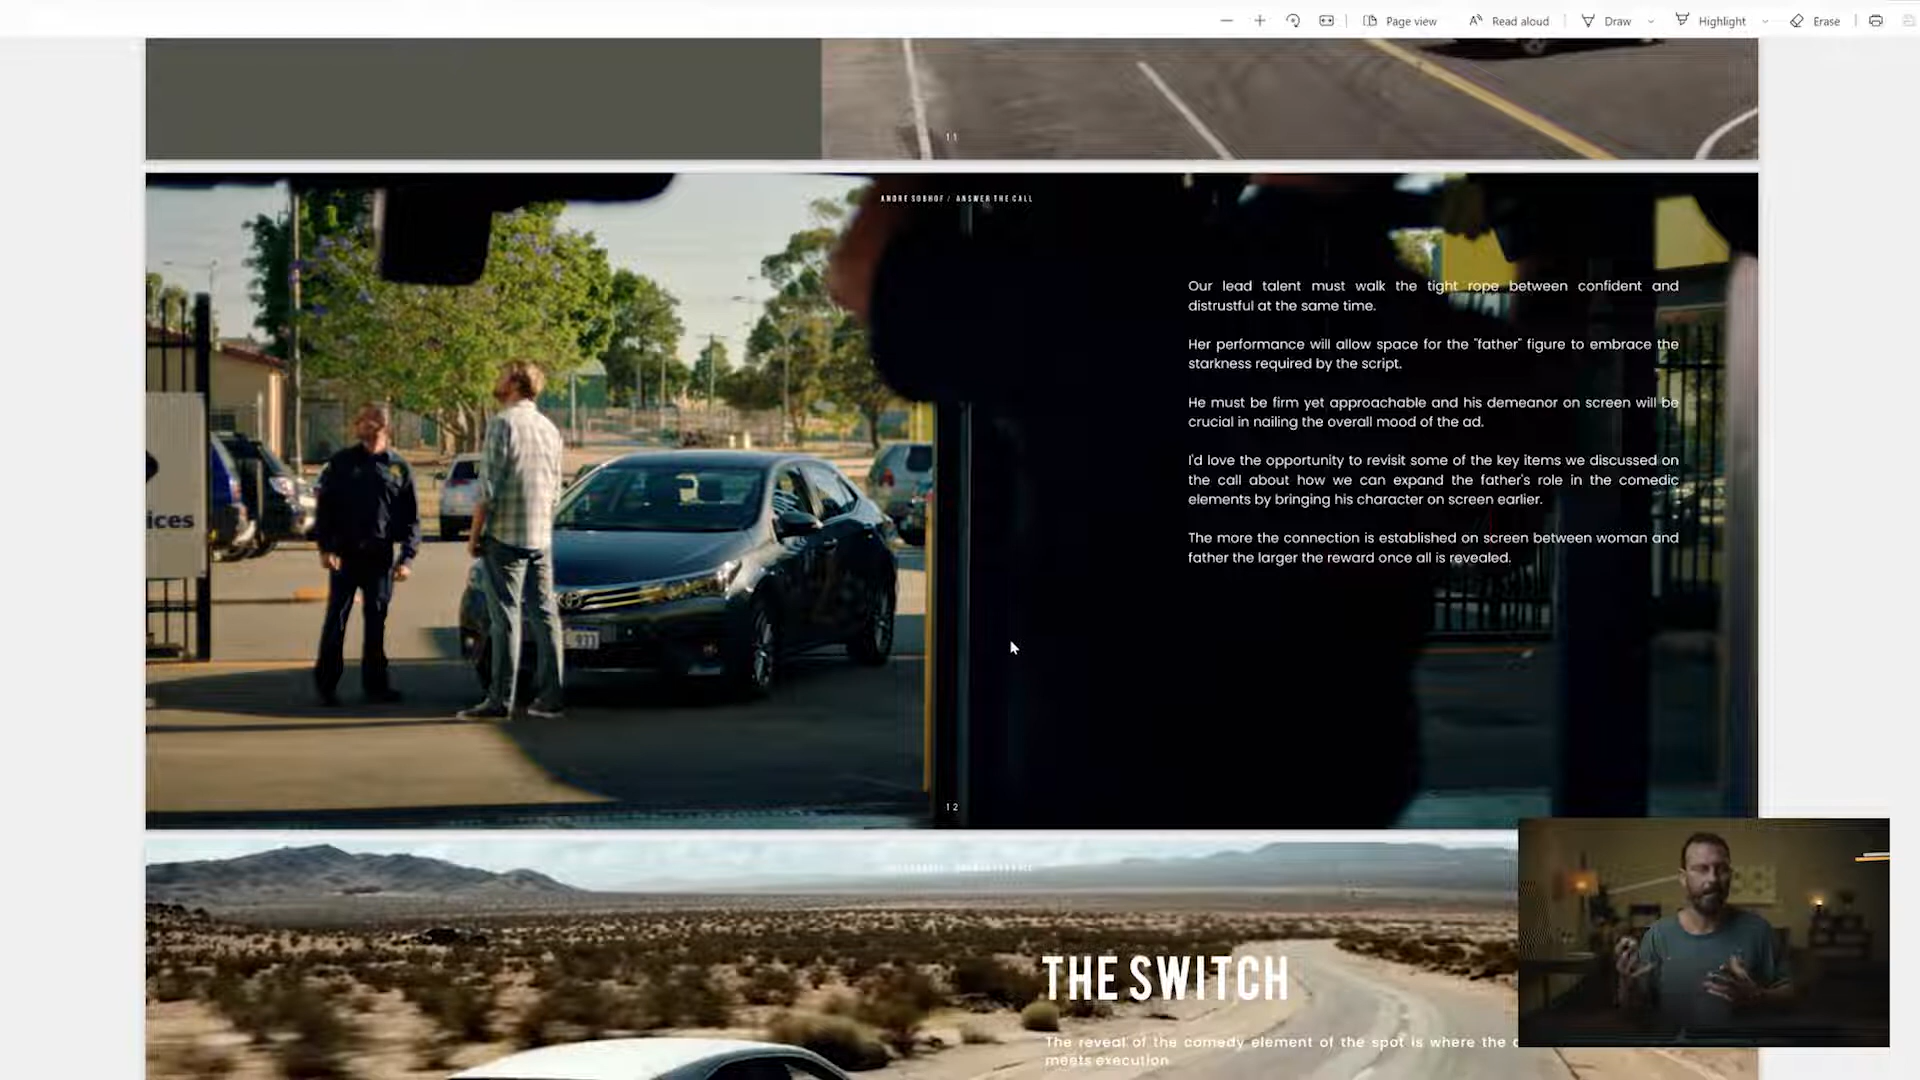 Page view
Read aloud
Draw
Highlight
Erase
11
ANDRE SOBHOF / ANSWER THE CALL
Our lead talent must walk the tight rope between confident and
distrustful at the same time.
Her performance will allow space for the "father" figure to embrace the
starkness required by the script.
He must be firm yet approachable and his demeanor on screen will be
crucial in nailing the overall mood of the ad.
I'd love the opportunity to revisit some of the key items we discussed on
the call about how we can expand the father's role in the comedic
elements by bringing his character on screen earlier.
The more the connection is established on screen between woman and
father the larger the reward once all is revealed.
ices
12
THE SWITCH
The reveal of the comedy element of the spot is where the
meets execution